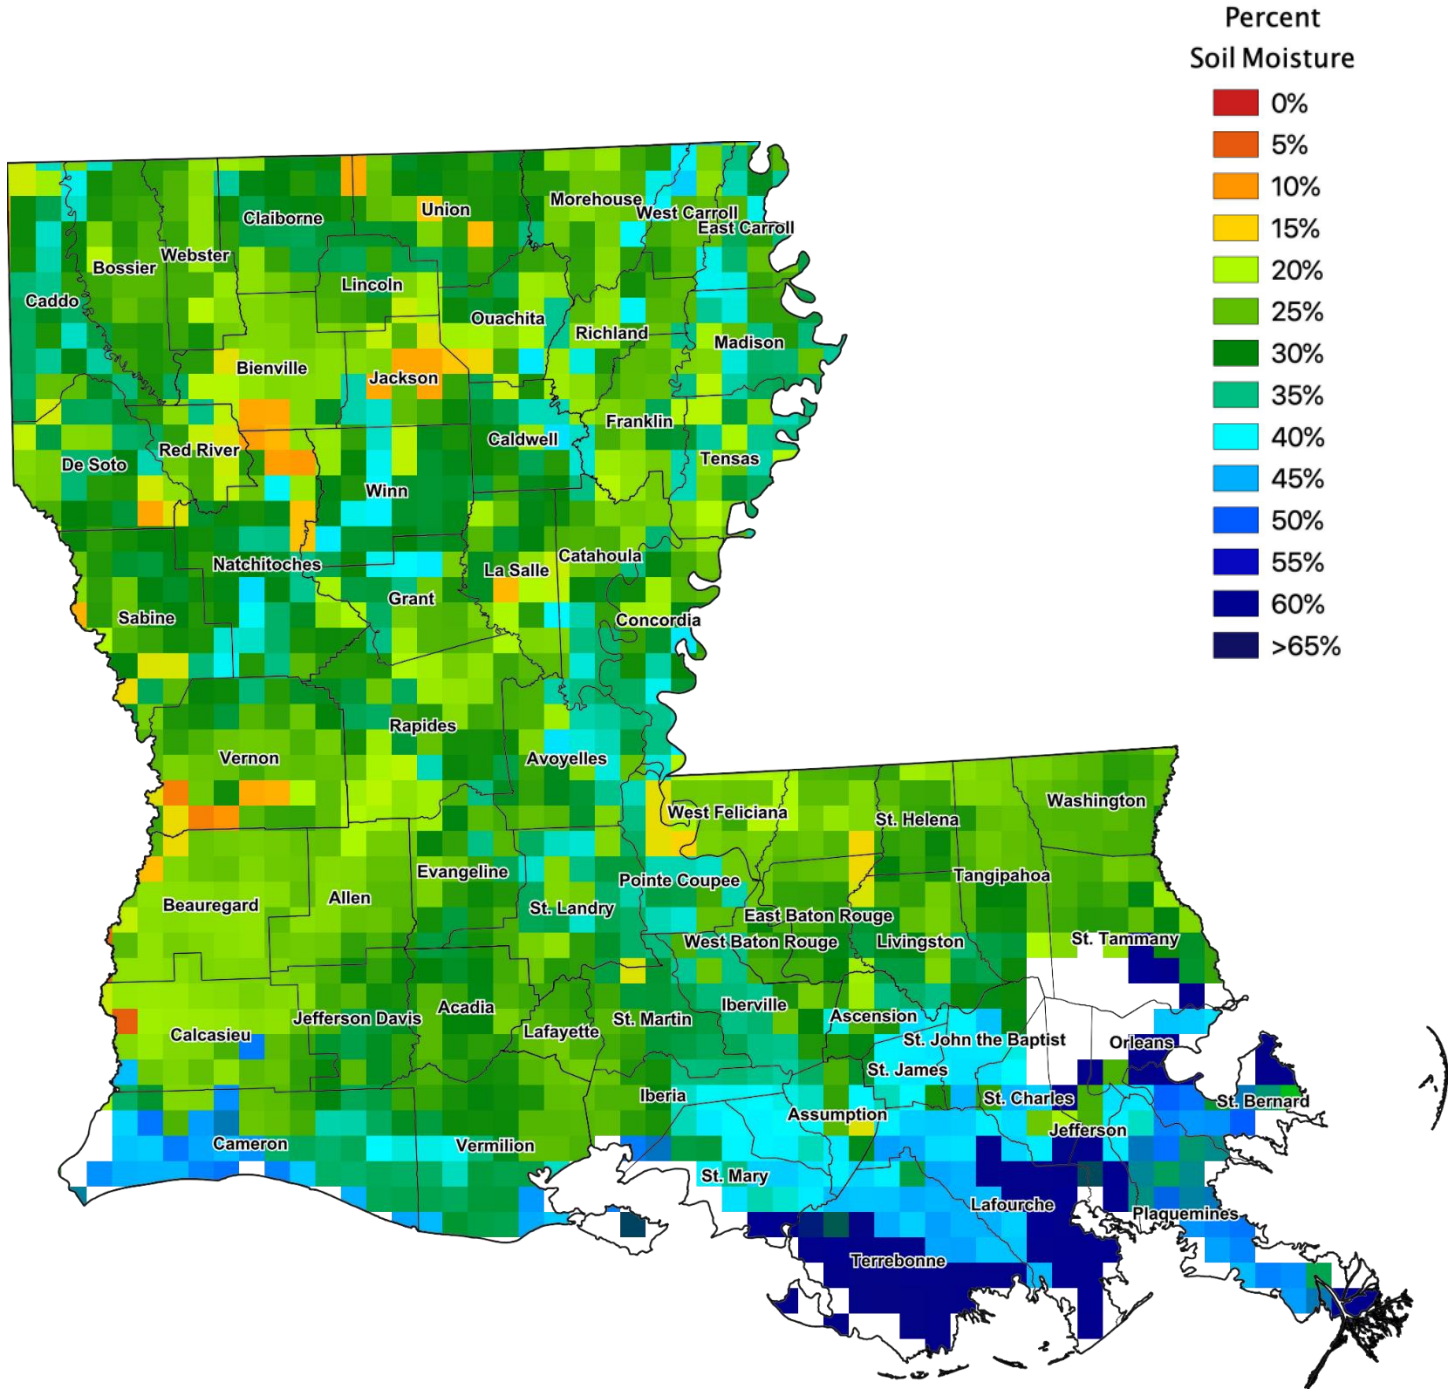 Percent
Soil Moisture
0%
5%
10%
15%
20%
25%
30%
35%
40%
45%
50%
55%
60%
>65%
Morehouse
Union
West Carroll
Claiborne
East Carroll
Webster
Bossier
Lincoln
Caddo
Ouachita
Richland
Madison
Bienville
Jackson
Franklin
Caldwell
Red River
Tensas
De Soto
Winn
Catahoula
Natchitoches
La Salle
Grant
Sabine
Concordia
Rapides
Vernon
Avoyelles
Washington
West Feliciana
St. Helena
Evangeline
Tangipahoa
Pointe Coupee
Allen
Beauregard
St. Landry
East Baton Rouge
St. Tammany
West Baton Rouge
Livingston
Iberville
Acadia
Ascension
Jefferson Davis
St. Martin
Lafayette
Calcasieu
St. John the Baptist
Orleans
St. James
Iberia
St. Charles
St. Bernard
Assumption
Jefferson
Cameron
Vermilion
St. Mary
Lafourche
Plaquemines
Terrebonne